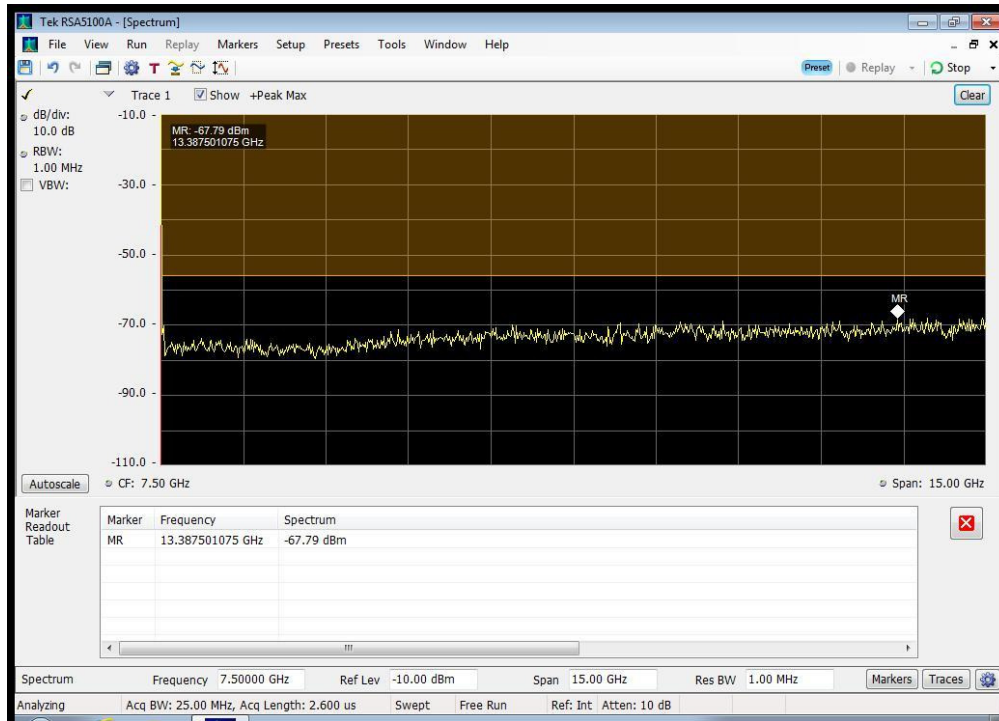 Tek RSA5100A - [Spectrum]
File View Run Replay Markers Setup Presets Tools Window Help
Preset Replay Stop
Trace 1 Show +Peak Max Clear
dB/div:
10.0 dB
RBW:
1.00 MHz
VBW:
-10.0
MR: -67.79 dBm
13.387501075 GHz
-30.0
-50.0
MR
-70.0
-90.0
-110.0
Autoscale CF: 7.50 GHz Span: 15.00 GHz
Marker
Readout
Table
Marker Frequency Spectrum
MR 13.387501075 GHz -67.79 dBm
Spectrum Frequency 7.50000 GHz Ref Lev -10.00 dBm Span 15.00 GHz Res BW 1.00 MHz Markers Traces
Analyzing Acq BW: 25.00 MHz, Acq Length: 2.600 us Swept Free Run Ref: Int Atten: 10 dB